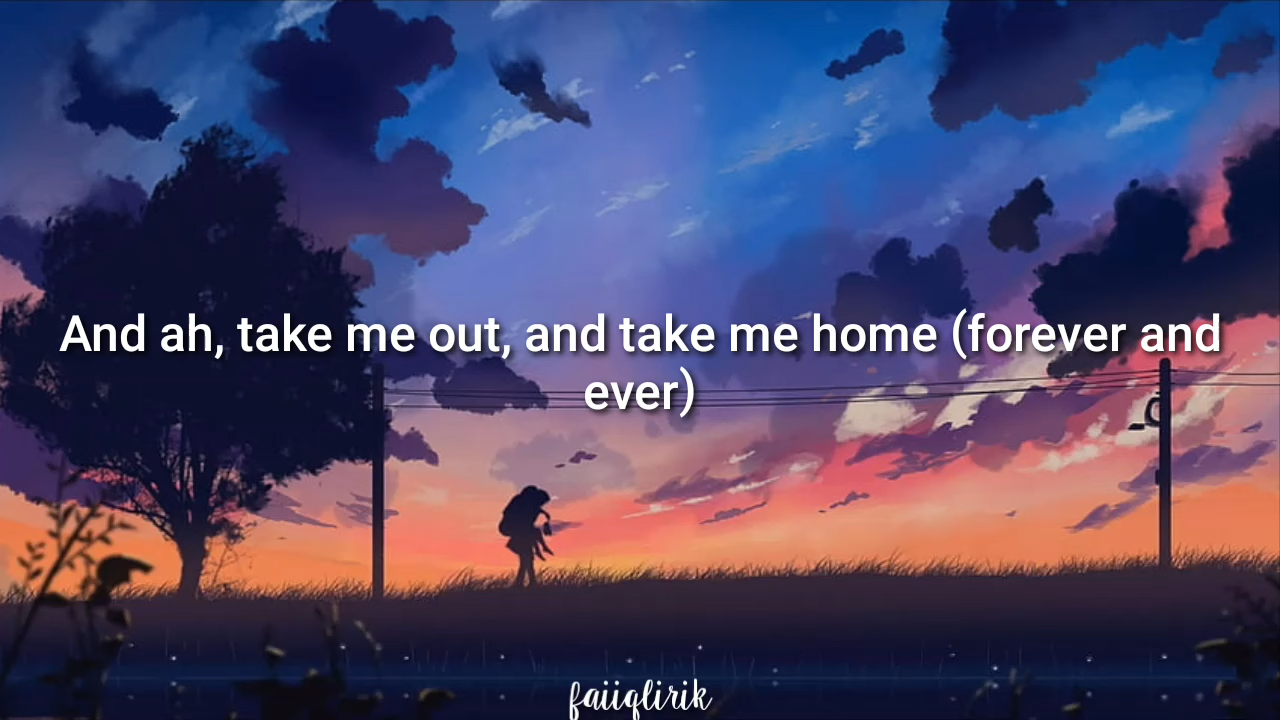 And ah, take me out, and take me home (forever and
ever)
faiiqlirik